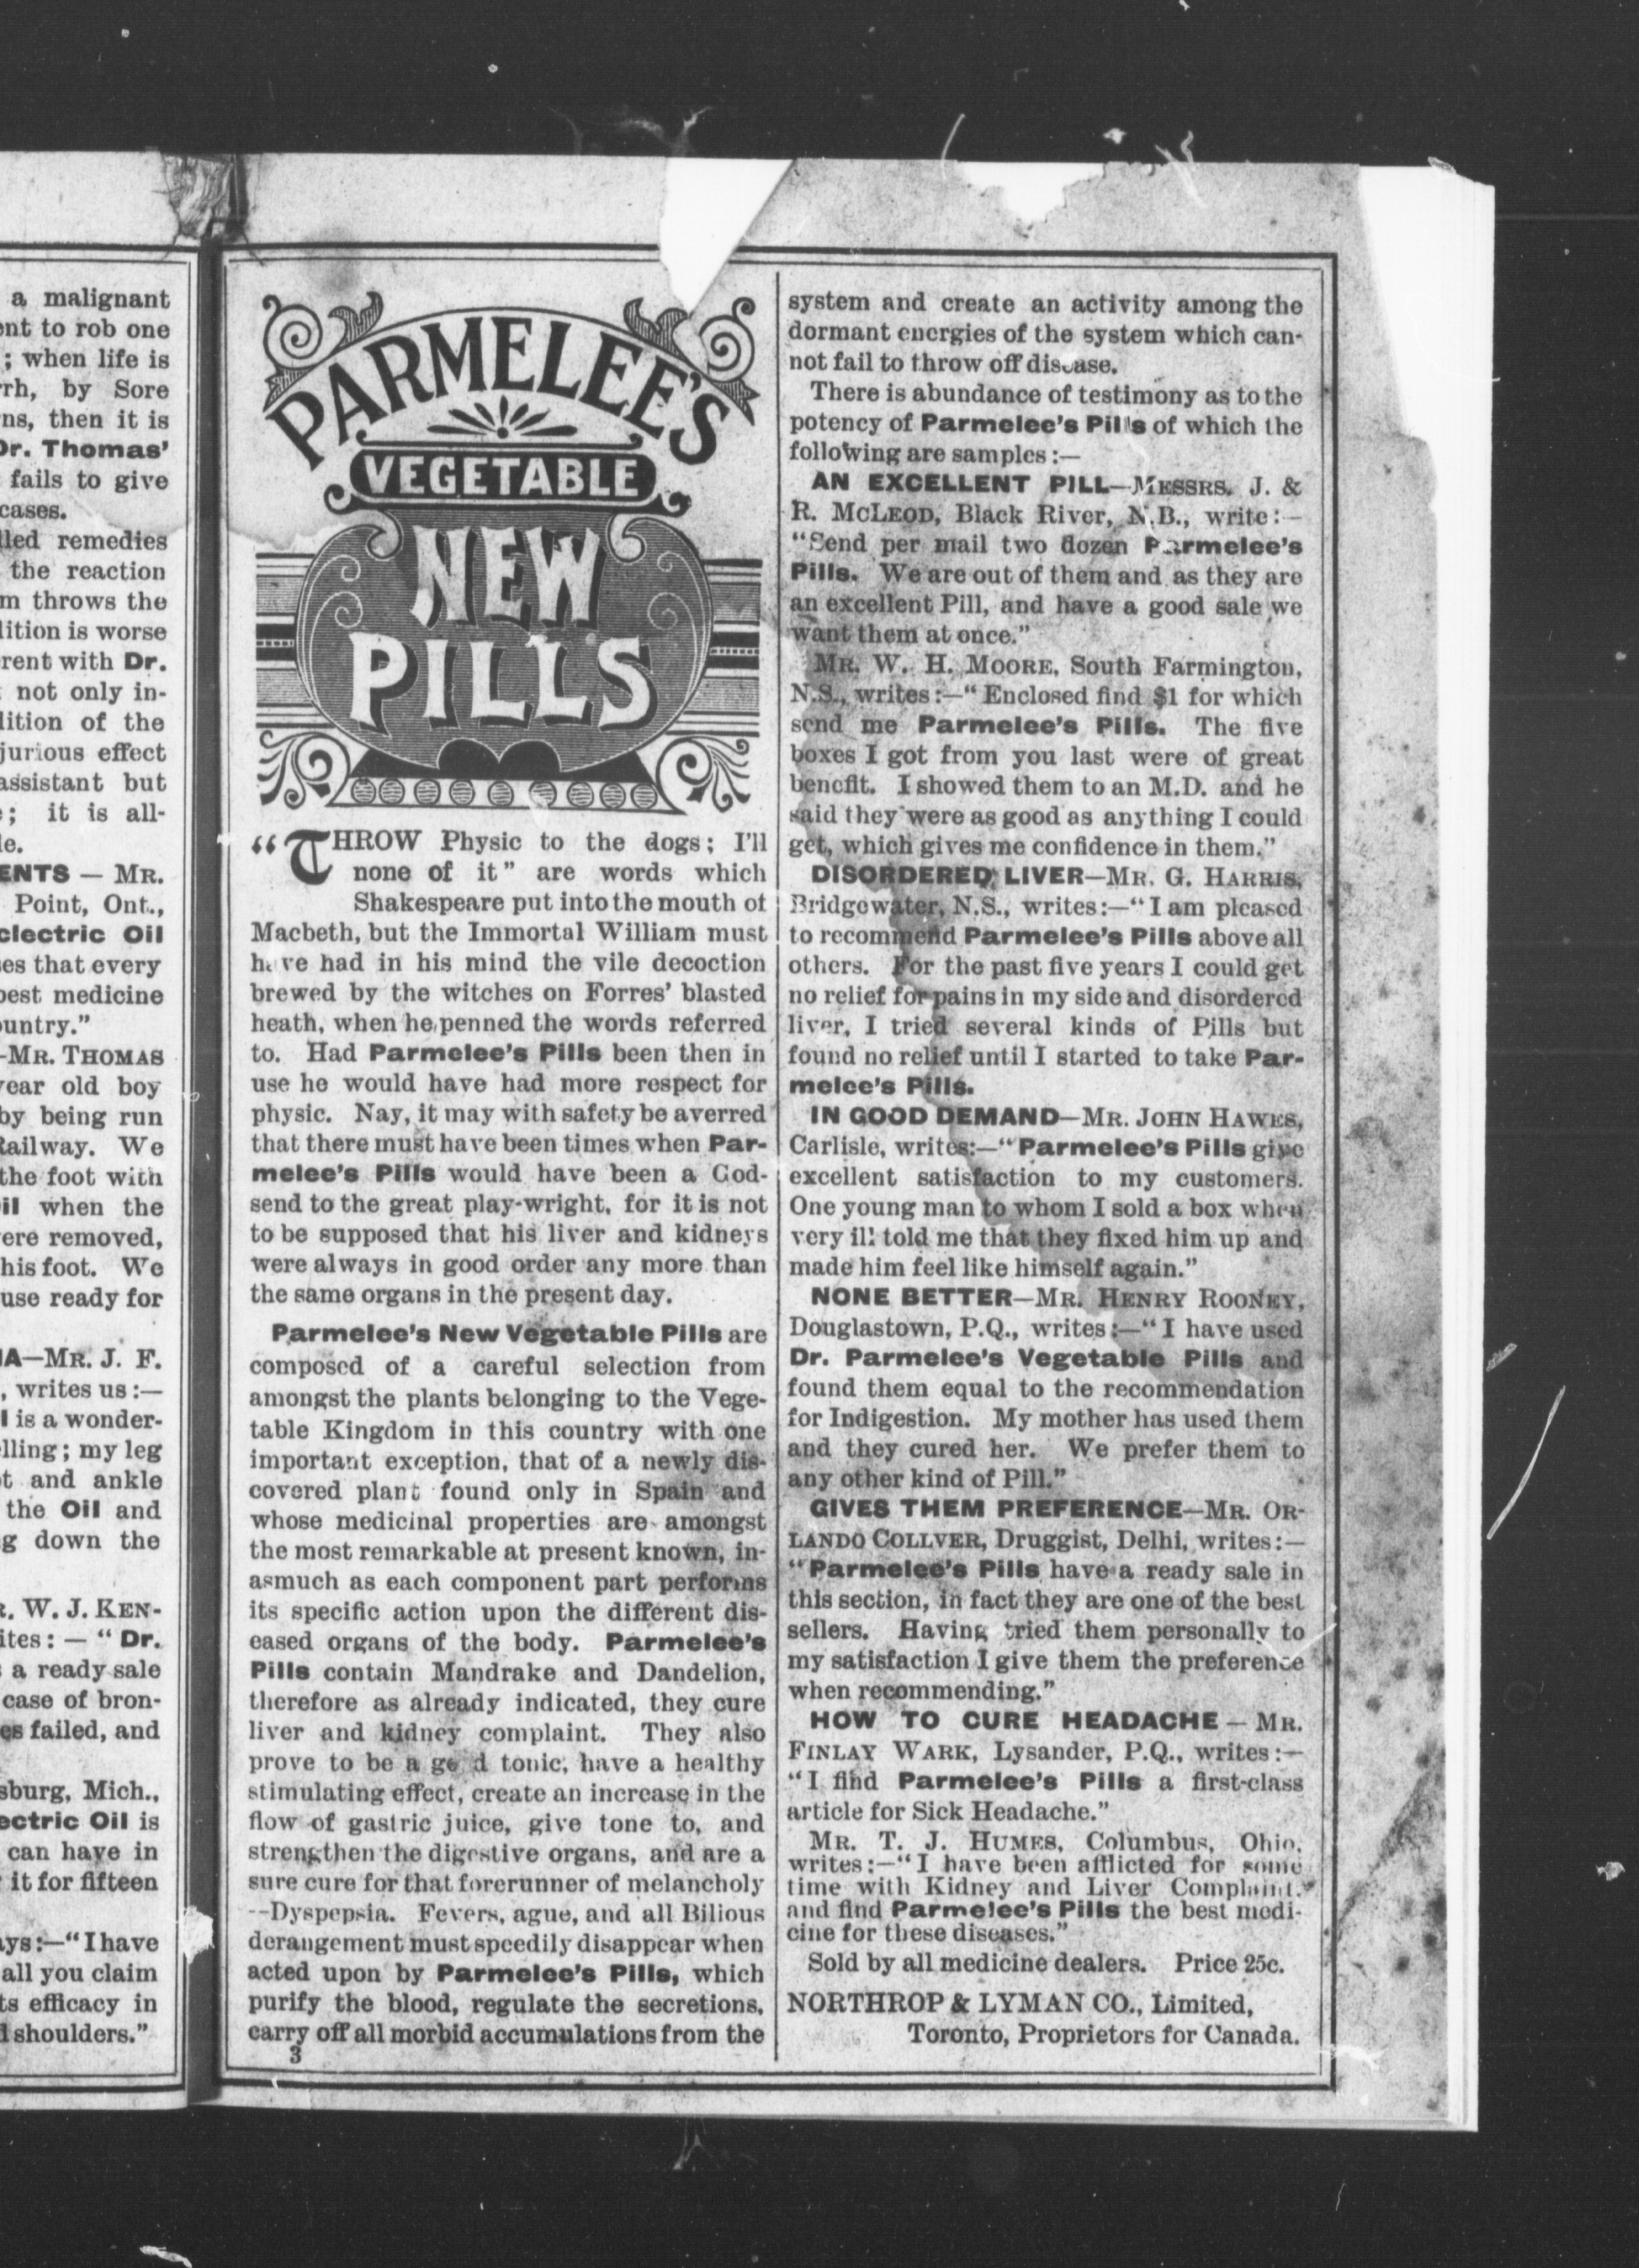 a malignant
ent to rob one
; when life is
rrh, by Sore
ns, then it is
Dr. Thomas'
fails to give
cases.
lled remedies
the reaction
m throws the
lition is worse
rent with Dr.
not only in-
lition of the
jurious effect
assistant but
; it is all-
le.
ENTS — MR.
Point, Ont.,
clectric Oil
es that every
best medicine
ountry."
—MR. THOMAS
year old boy
by being run
Railway. We
the foot with
il when the
ere removed,
his foot. We
use ready for
IA—MR. J. F.
, writes us:—
l is a wonder-
elling; my leg
t and ankle
the Oil and
g down the
R. W. J. KEN-
ites: — "Dr.
a ready sale
case of bron-
es failed, and
sburg, Mich.,
ectric Oil is
can have in
it for fifteen
ays:—"I have
all you claim
ts efficacy in
d shoulders."
PARMELEE'S
VEGETABLE
NEW
PILLS
"THROW Physic to the dogs; I'll
none of it" are words which
Shakespeare put into the mouth of
Macbeth, but the Immortal William must
have had in his mind the vile decoction
brewed by the witches on Forres' blasted
heath, when he penned the words referred
to. Had Parmelee's Pills been then in
use he would have had more respect for
physic. Nay, it may with safety be averred
that there must have been times when Par-
melee's Pills would have been a God-
send to the great play-wright, for it is not
to be supposed that his liver and kidneys
were always in good order any more than
the same organs in the present day.
Parmelee's New Vegetable Pills are
composed of a careful selection from
amongst the plants belonging to the Vege-
table Kingdom in this country with one
important exception, that of a newly dis-
covered plant found only in Spain and
whose medicinal properties are amongst
the most remarkable at present known, in-
asmuch as each component part performs
its specific action upon the different dis-
eased organs of the body. Parmelee's
Pills contain Mandrake and Dandelion,
therefore as already indicated, they cure
liver and kidney complaint. They also
prove to be a good tonic, have a healthy
stimulating effect, create an increase in the
flow of gastric juice, give tone to, and
strengthen the digestive organs, and are a
sure cure for that forerunner of melancholy
--Dyspepsia. Fevers, ague, and all Bilious
derangement must speedily disappear when
acted upon by Parmelee's Pills, which
purify the blood, regulate the secretions,
carry off all morbid accumulations from the
3
system and create an activity among the
dormant energies of the system which can-
not fail to throw off disease.
There is abundance of testimony as to the
potency of Parmelee's Pills of which the
following are samples:—
AN EXCELLENT PILL—MESSRS. J. &
R. MCLEOD, Black River, N.B., write:—
"Send per mail two dozen Parmelee's
Pills. We are out of them and as they are
an excellent Pill, and have a good sale we
want them at once."
MR. W. H. MOORE, South Farmington,
N.S., writes:—"Enclosed find $1 for which
send me Parmelee's Pills. The five
boxes I got from you last were of great
benefit. I showed them to an M.D. and he
said they were as good as anything I could
get, which gives me confidence in them."
DISORDERED LIVER—MR. G. HARRIS,
Bridgewater, N.S., writes:—"I am pleased
to recommend Parmelee's Pills above all
others. For the past five years I could get
no relief for pains in my side and disordered
liver, I tried several kinds of Pills but
found no relief until I started to take Par-
melee's Pills.
IN GOOD DEMAND—MR. JOHN HAWES,
Carlisle, writes:—"Parmelee's Pills give
excellent satisfaction to my customers.
One young man to whom I sold a box when
very ill told me that they fixed him up and
made him feel like himself again."
NONE BETTER—MR. HENRY ROONEY,
Douglastown, P.Q., writes:—"I have used
Dr. Parmelee's Vegetable Pills and
found them equal to the recommendation
for Indigestion. My mother has used them
and they cured her. We prefer them to
any other kind of Pill."
GIVES THEM PREFERENCE—MR. OR-
LANDO COLLVER, Druggist, Delhi, writes:—
"Parmelee's Pills have a ready sale in
this section, in fact they are one of the best
sellers. Having tried them personally to
my satisfaction I give them the preference
when recommending."
HOW TO CURE HEADACHE — MR.
FINLAY WARK, Lysander, P.Q., writes:—
"I find Parmelee's Pills a first-class
article for Sick Headache."
MR. T. J. HUMES, Columbus, Ohio,
writes:—"I have been afflicted for some
time with Kidney and Liver Complaint,
and find Parmelee's Pills the best medi-
cine for these diseases."
Sold by all medicine dealers. Price 25c.
NORTHROP & LYMAN CO., Limited,
Toronto, Proprietors for Canada.